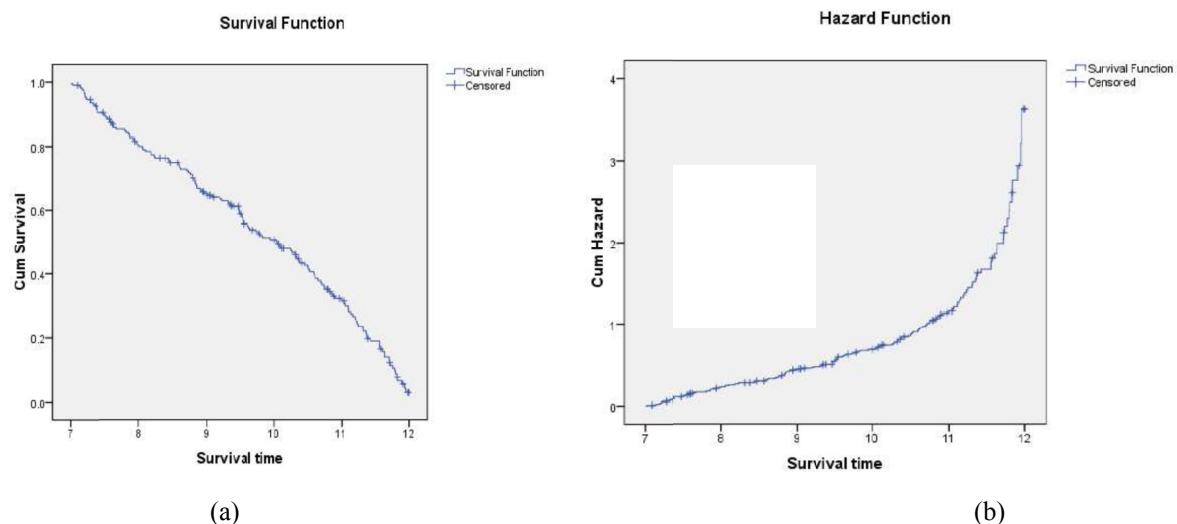 Survival Function
Survival Function
Censored
1.0
0.8
0.6
0.4
0.2
0.0
Cum Survival
7 8 9 10 11 12
Survival time
(a)
Hazard Function
Survival Function
Censored
4
3
2
1
0
Cum Hazard
7 8 9 10 11 12
Survival time
(b)